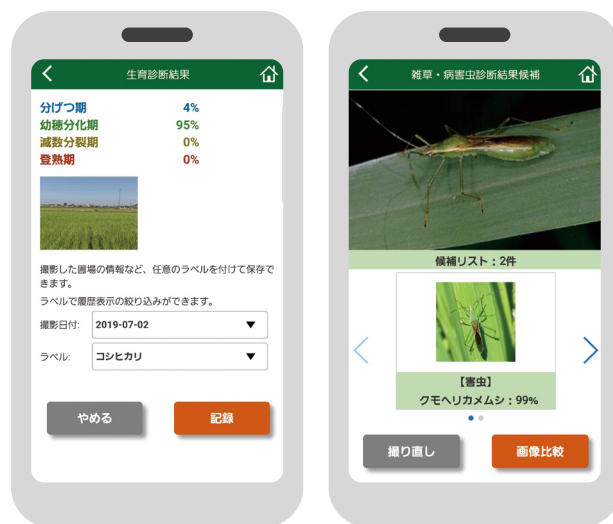 生育診断結果
分げつ期 4%
幼穂分化期 95%
減数分裂期 0%
登熟期 0%
撮影した圃場の情報など、任意のラベルを付けて保存で
きます。
ラベルで履歴表示の絞り込みができます。
撮影日付: 2019-07-02
ラベル: コシヒカリ
やめる 記録
雑草・病害虫診断結果候補
候補リスト:2件
【害虫】
クモヘリカメムシ:99%
撮り直し 画像比較